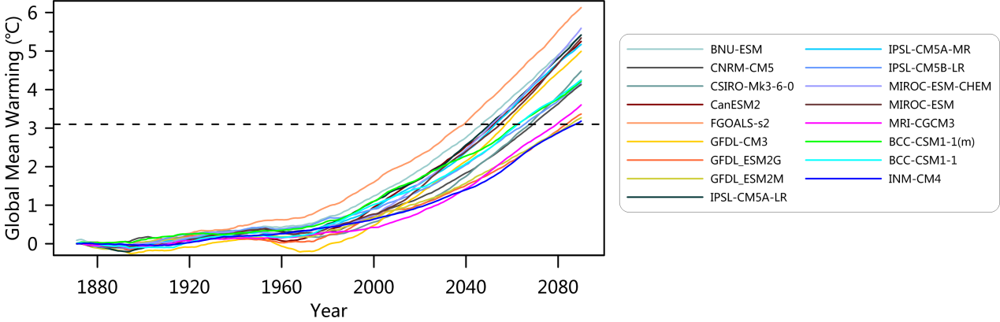 Global Mean Warming (℃)
6
5
4
3
2
1
0
1880 1920 1960 2000 2040 2080
Year
BNU-ESM
CNRM-CM5
CSIRO-Mk3-6-0
CanESM2
FGOALS-s2
GFDL-CM3
GFDL_ESM2G
GFDL_ESM2M
IPSL-CM5A-LR
IPSL-CM5A-MR
IPSL-CM5B-LR
MIROC-ESM-CHEM
MIROC-ESM
MRI-CGCM3
BCC-CSM1-1(m)
BCC-CSM1-1
INM-CM4